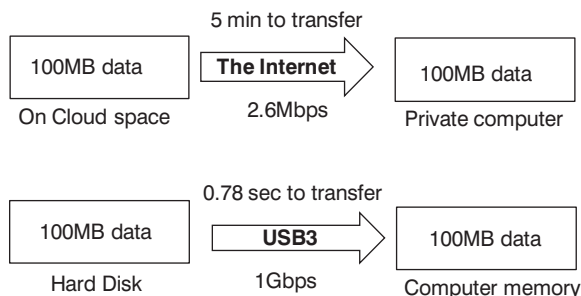 5 min to transfer
100MB data
The Internet
100MB data
On Cloud space
2.6Mbps
Private computer
0.78 sec to transfer
100MB data
USB3
100MB data
Hard Disk
1Gbps
Computer memory